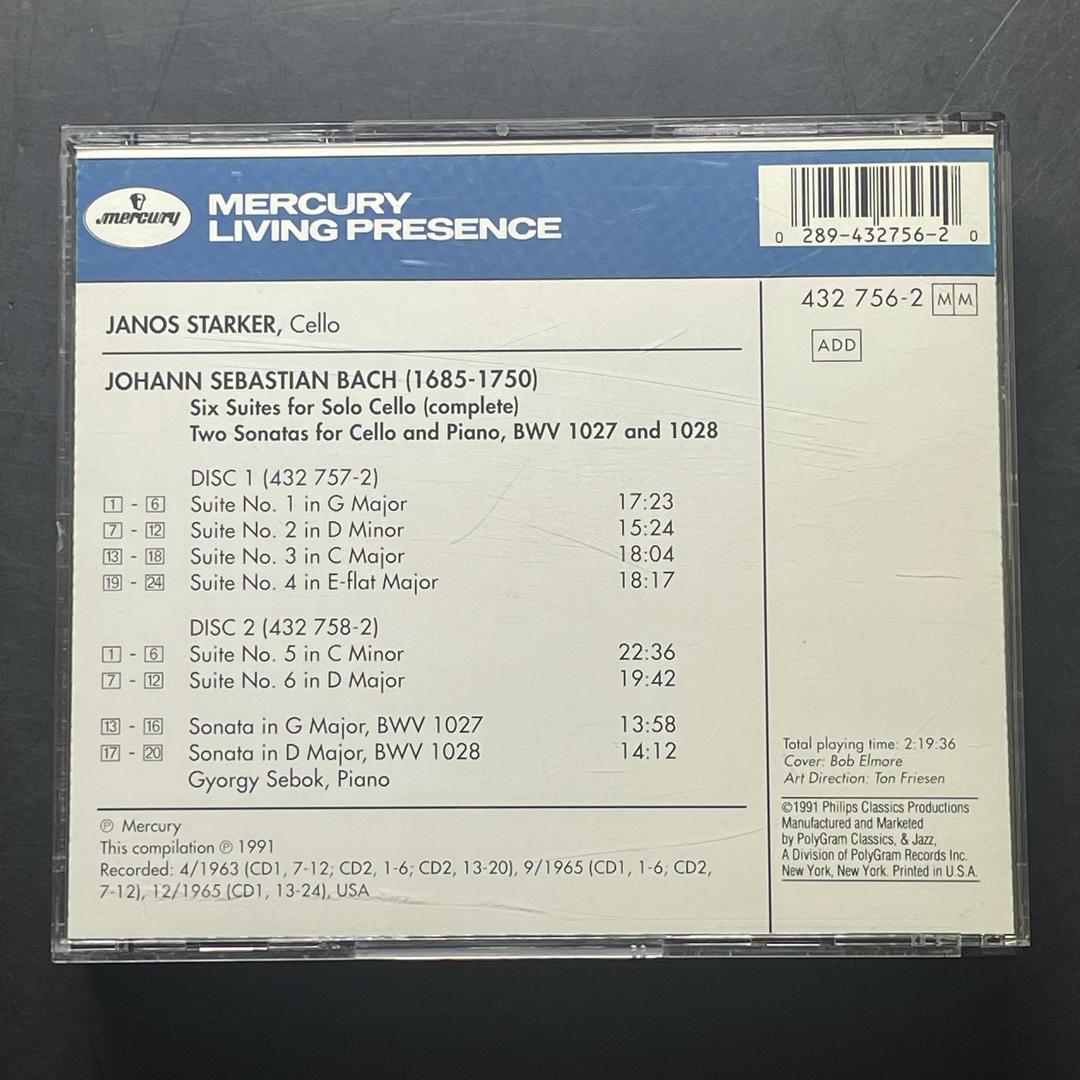 mercury
MERCURY
LIVING PRESENCE
0 289-432756-2 0
432 756-2 MM
ADD
JANOS STARKER, Cello
JOHANN SEBASTIAN BACH (1685-1750)
Six Suites for Solo Cello (complete)
Two Sonatas for Cello and Piano, BWV 1027 and 1028
DISC 1 (432 757-2)
1 - 6 Suite No. 1 in G Major 17:23
7 - 12 Suite No. 2 in D Minor 15:24
13 - 18 Suite No. 3 in C Major 18:04
19 - 24 Suite No. 4 in E-flat Major 18:17
DISC 2 (432 758-2)
1 - 6 Suite No. 5 in C Minor 22:36
7 - 12 Suite No. 6 in D Major 19:42
13 - 16 Sonata in G Major, BWV 1027 13:58
17 - 20 Sonata in D Major, BWV 1028 14:12
Gyorgy Sebok, Piano
℗ Mercury
This compilation ℗ 1991
Recorded: 4/1963 (CD1, 7-12; CD2, 1-6; CD2, 13-20), 9/1965 (CD1, 1-6; CD2,
7-12), 12/1965 (CD1, 13-24), USA
Total playing time: 2:19:36
Cover: Bob Elmore
Art Direction: Ton Friesen
©1991 Philips Classics Productions
Manufactured and Marketed
by PolyGram Classics, & Jazz,
A Division of PolyGram Records Inc.
New York, New York. Printed in U.S.A.